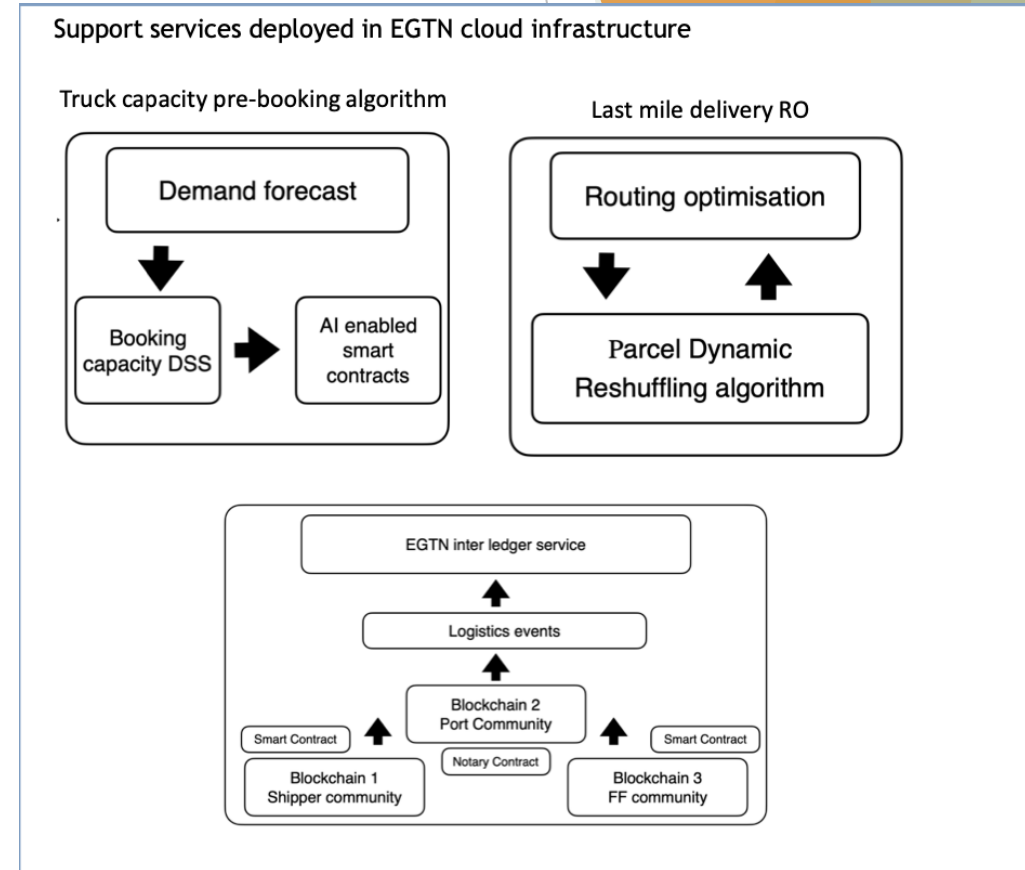 Support services deployed in EGTN cloud infrastructure
Truck capacity pre-booking algorithm
Demand forecast
Booking
capacity DSS
AI enabled
smart
contracts
Last mile delivery RO
Routing optimisation
Parcel Dynamic
Reshuffling algorithm
EGTN inter ledger service
Logistics events
Blockchain 2
Port Community
Smart Contract
Notary Contract
Smart Contract
Blockchain 1
Shipper community
Blockchain 3
FF community